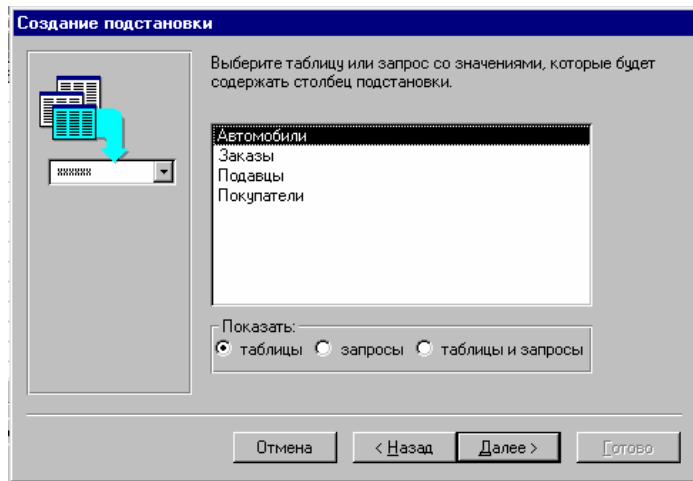 Создание подстановки
Выберите таблицу или запрос со значениями, которые будет
содержать столбец подстановки.
xxxxxx
Автомобили
Заказы
Подавцы
Покупатели
Показать:
таблицы запросы таблицы и запросы
Отмена < Назад Далее > Готово